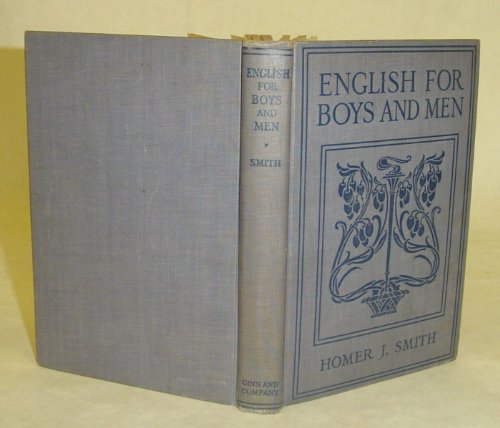 ENGLISH
FOR
BOYS
AND
MEN
SMITH
GINN AND
COMPANY
ENGLISH FOR
BOYS AND MEN
HOMER J. SMITH